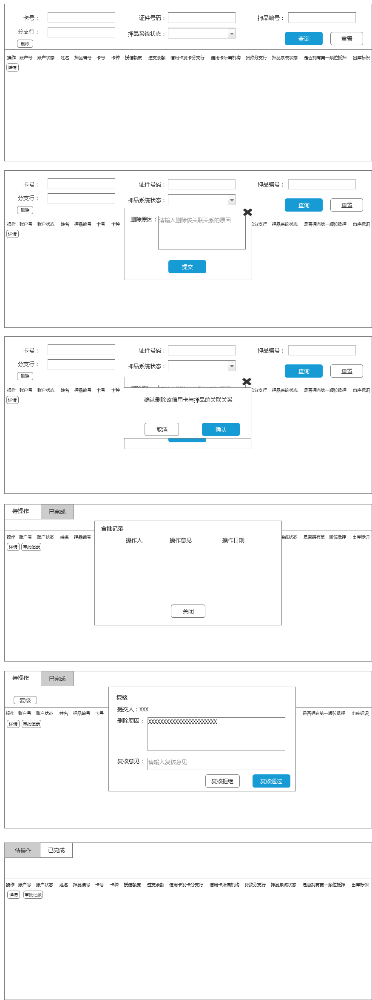 卡号： 证件号码： 押品编号：
分支行： 押品系统状态： 查询 重置
删除
操作 账户号 账户状态 姓名 押品编号 卡号 卡种 授信额度 透支余额 信用卡发卡分支行 信用卡所属机构 贷款分支行 押品系统状态 是否拥有第一顺位抵押 出库标识
详情
卡号： 证件号码： 押品编号：
分支行： 押品系统状态： 查询 重置
删除
删除原因： 请输入删除该关联关系的原因
操作 账户号 账户状态 姓名 押品编号 卡号 卡种 款分支行 押品系统状态 是否拥有第一顺位抵押 出库标识
详情
提交
卡号： 证件号码： 押品编号：
分支行： 押品系统状态： 查询 重置
删除
操作 账户号 账户状态 姓名 押品编号 卡号 卡种 款分支行 押品系统状态 是否拥有第一顺位抵押 出库标识
详情
确认删除该信用卡与押品的关联关系
取消 确认
待操作 已完成
审批记录
操作 账户号 账户状态 姓名 押品编号 系统状态 是否拥有第一顺位抵押 出库标识
操作人 操作意见 操作日期
详情 审批记录
关闭
待操作 已完成
复核
复核
提交人：XXX
操作 账户号 账户状态 姓名 押品编号 卡号 是否拥有第一顺位抵押 出库标识
详情 审批记录
删除原因： XXXXXXXXXXXXXXXXXXXXXXX
复核意见： 请输入复核意见
复核拒绝 复核通过
待操作 已完成
操作 账户号 账户状态 姓名 押品编号 卡号 卡种 授信额度 透支余额 信用卡发卡分支行 信用卡所属机构 贷款分支行 押品系统状态 是否拥有第一顺位抵押 出库标识
详情 审批记录